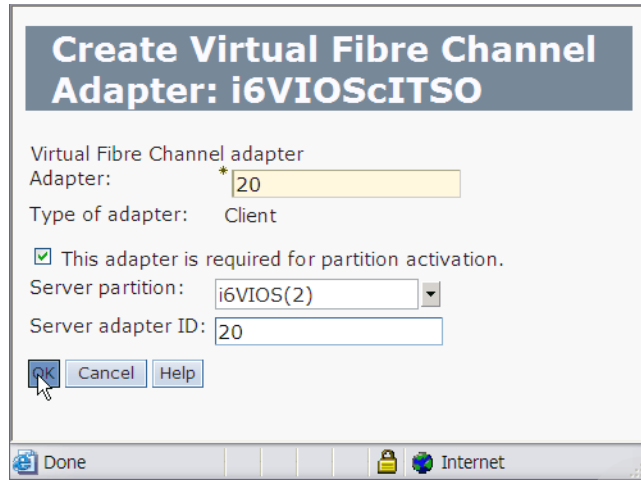 Create Virtual Fibre Channel
Adapter: i6VIOScITSO
Virtual Fibre Channel adapter
Adapter: * 20
Type of adapter: Client
This adapter is required for partition activation.
Server partition: i6VIOS(2)
Server adapter ID: 20
OK Cancel Help
Done Internet